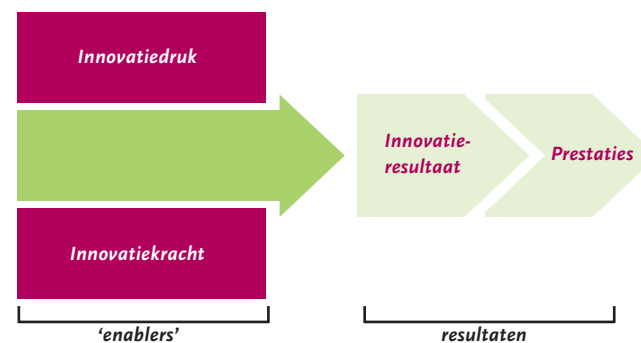 Innovatiedruk
Innovatie-
resultaat
Prestaties
Innovatiekracht
‘enablers’
resultaten